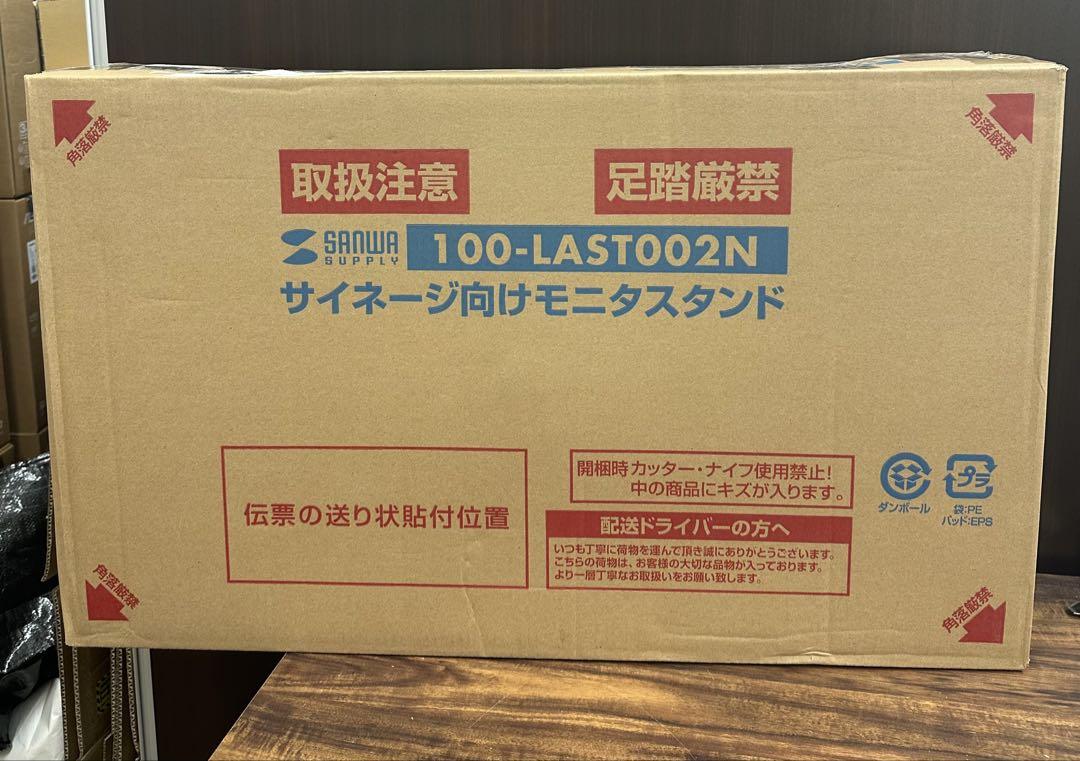 角落厳禁
角落厳禁
取扱注意
足踏厳禁
SANWA
SUPPLY
100-LAST002N
サイネージ向けモニタスタンド
伝票の送り状貼付位置
開梱時カッター・ナイフ使用禁止!
中の商品にキズが入ります。
配送ドライバーの方へ
いつも丁寧に荷物を運んで頂き誠にありがとうございます。
こちらの荷物は、お客様の大切な品物が入っております。
より一層丁寧なお取扱いをお願い致します。
ダンボール
プラ
袋:PE
パッド:EPS
角落厳禁
角落厳禁